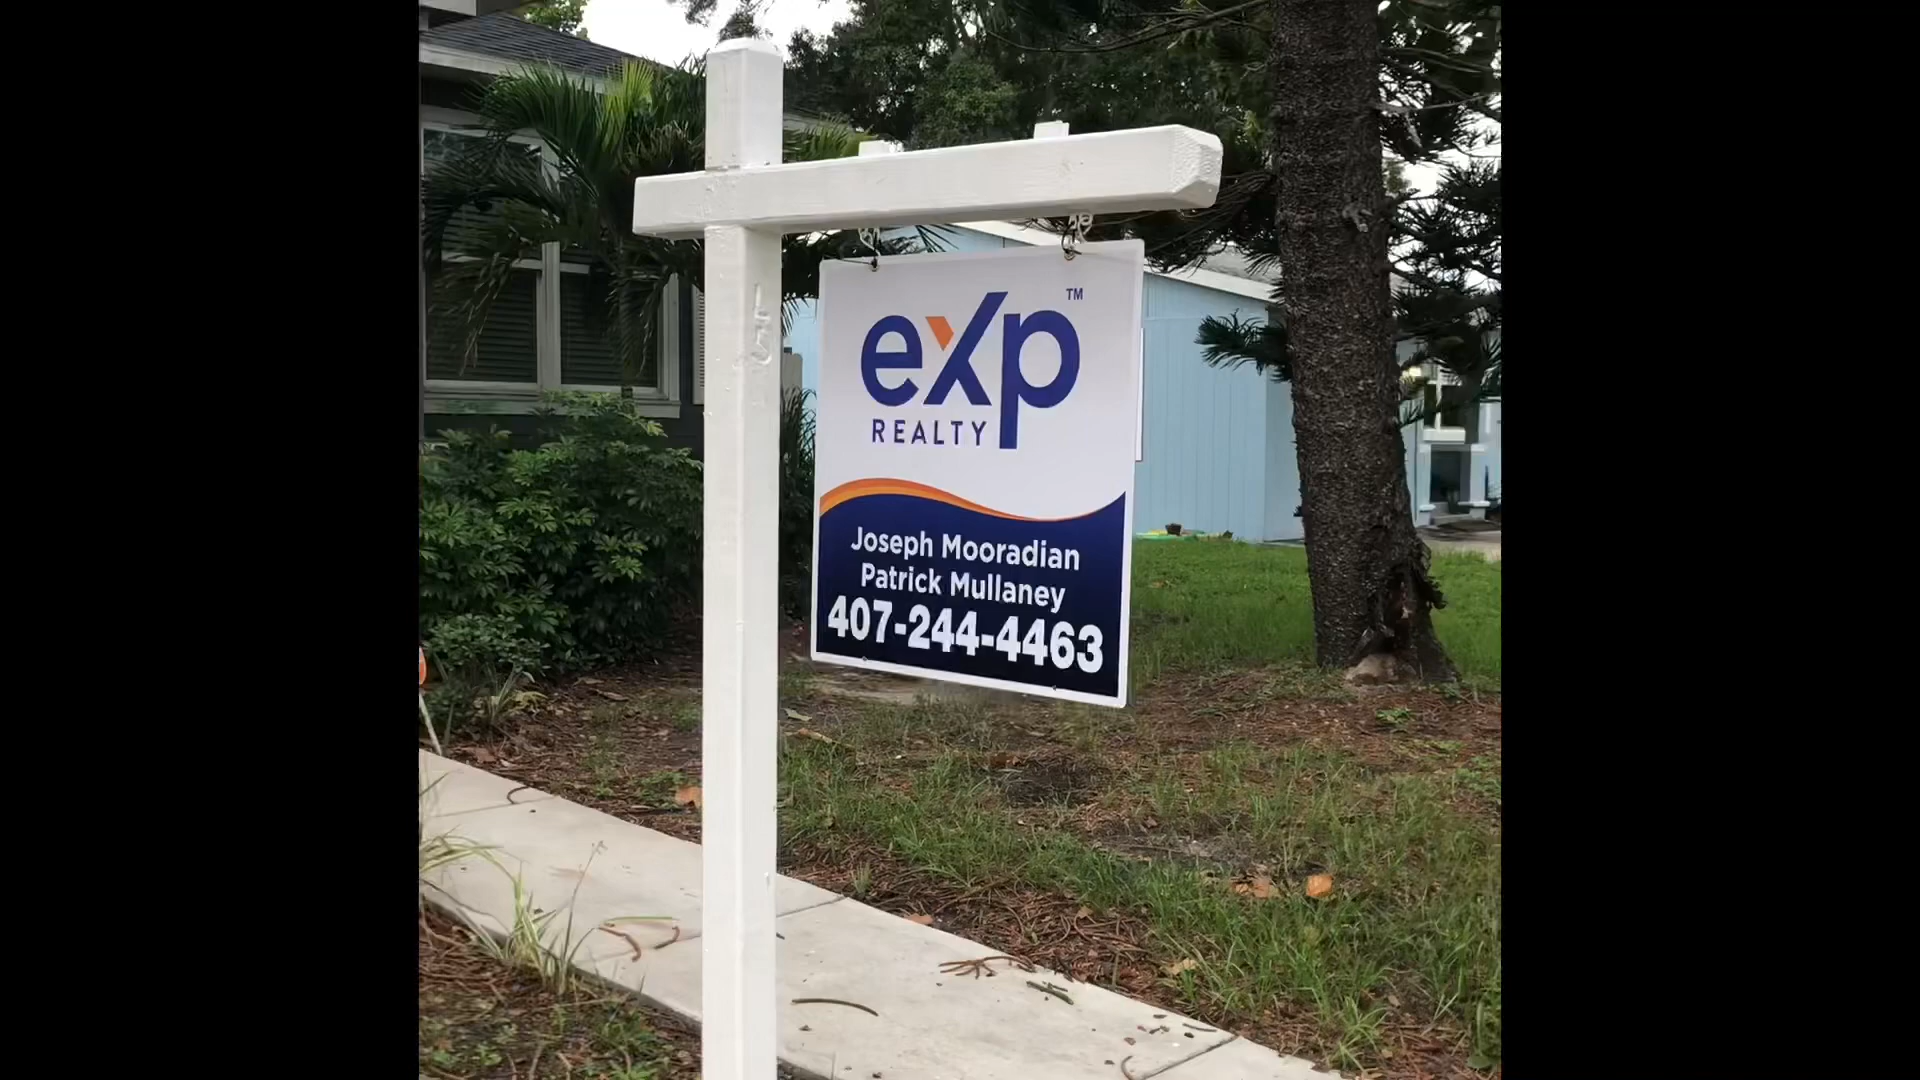 eXp™
REALTY
Joseph Mooradian
Patrick Mullaney
407-244-4463